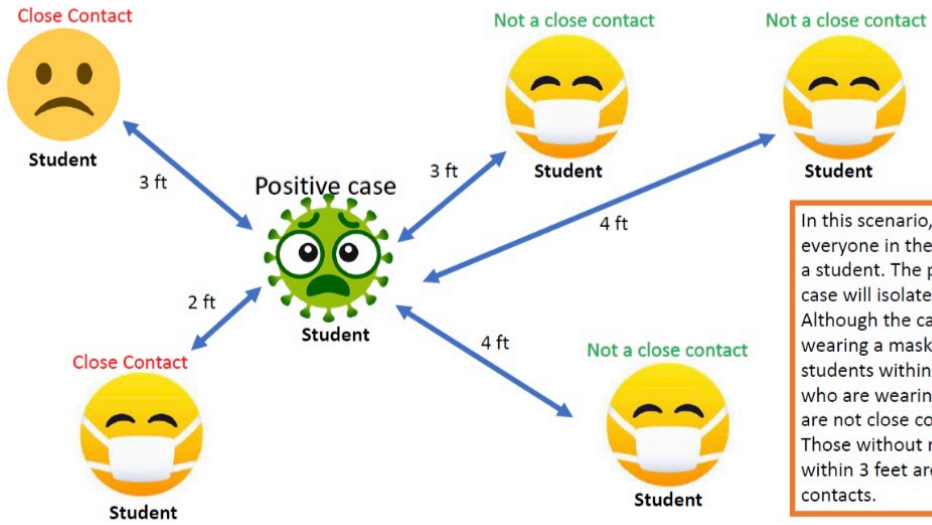 Close Contact
Not a close contact
Not a close contact
Student
3 ft
Positive case
3 ft
Student
Student
4 ft
In this scenario,
everyone in the
a student. The p
case will isolate
Although the ca
wearing a mask
students within
who are wearin
are not close co
Those without
within 3 feet are
contacts.
2 ft
Student
4 ft
Close Contact
Not a close contact
Student
Student